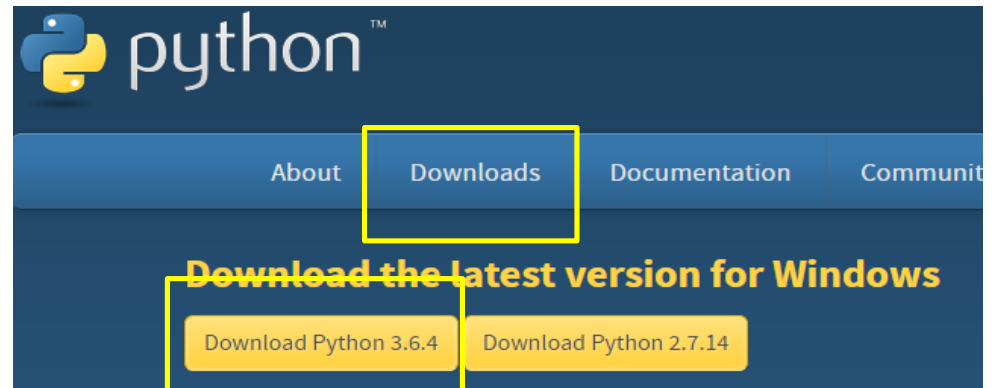 python™
About Downloads Documentation Communit
Download the latest version for Windows
Download Python 3.6.4 Download Python 2.7.14